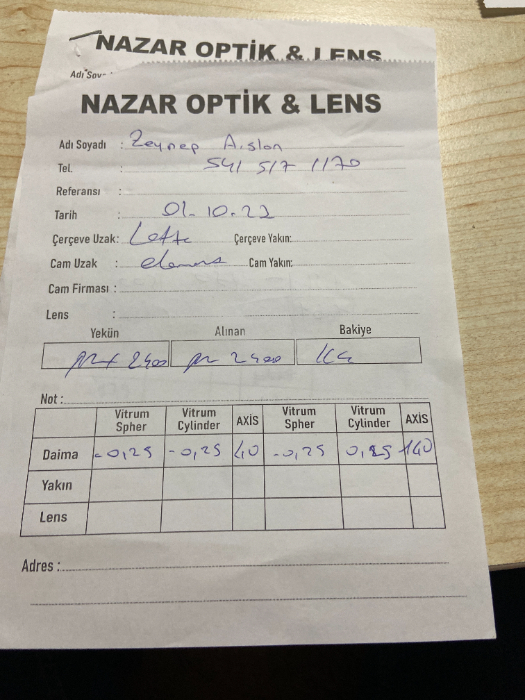 NAZAR OPTİK & LENS
Adı Soy
NAZAR OPTİK & LENS
Adı Soyadı : Zeynep Arslan
Tel. 541 517 1170
Referansı :
Tarih : 01.10.22
Çerçeve Uzak: Çerçeve Yakın:
Cam Uzak : Cam Yakın:
Cam Firması :
Lens :
Yekün Alınan Bakiye
2400 2400
Not :
Vitrum Spher Vitrum Cylinder AXİS Vitrum Spher Vitrum Cylinder AXİS
Daima -0,25 -0,25 40 -0,25 0,25 140
Yakın
Lens
Adres :